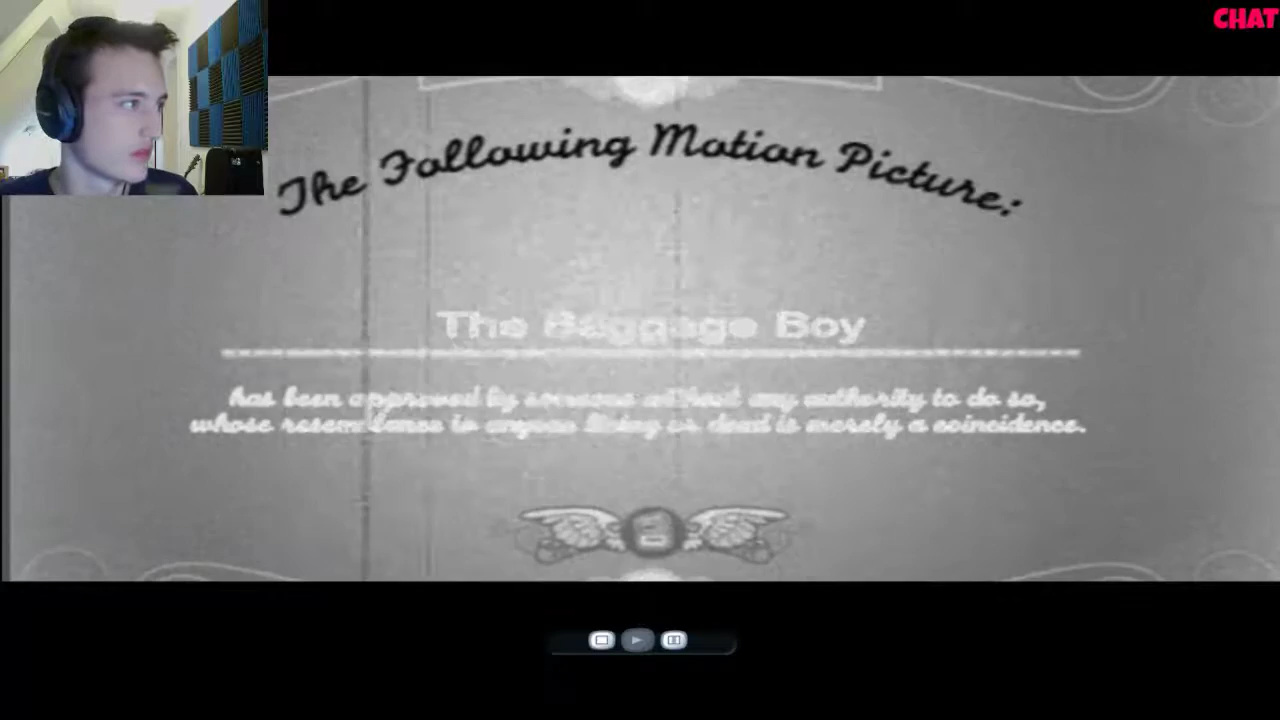 CHAT
The Following Motion Picture:
The Baggage Boy
has been approved by someone without any authority to do so,
whose resemblance to anyone living or dead is merely a coincidence.